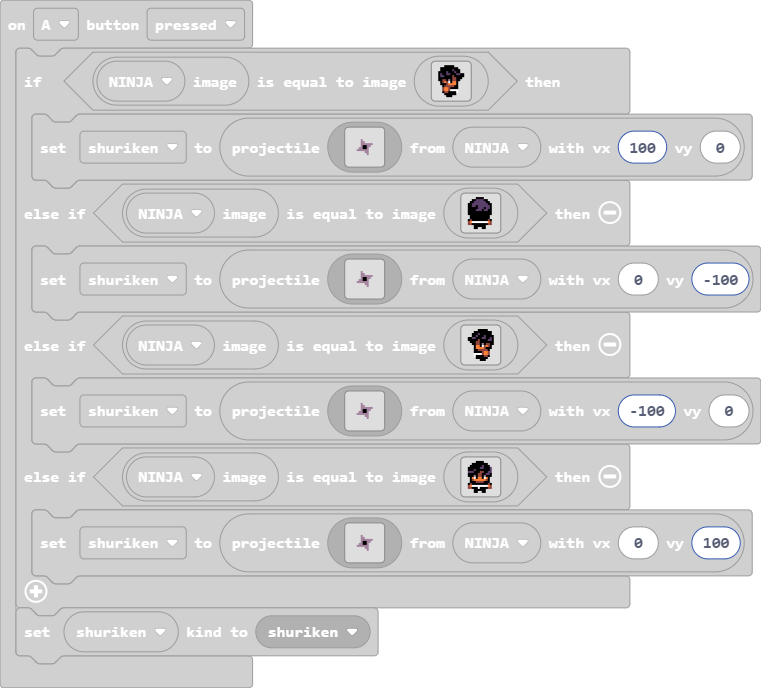 on A button pressed
if NINJA image is equal to image then
set shuriken to projectile from NINJA with vx 100 vy 0
else if NINJA image is equal to image then
set shuriken to projectile from NINJA with vx 0 vy -100
else if NINJA image is equal to image then
set shuriken to projectile from NINJA with vx -100 vy 0
else if NINJA image is equal to image then
set shuriken to projectile from NINJA with vx 0 vy 100
set shuriken kind to shuriken